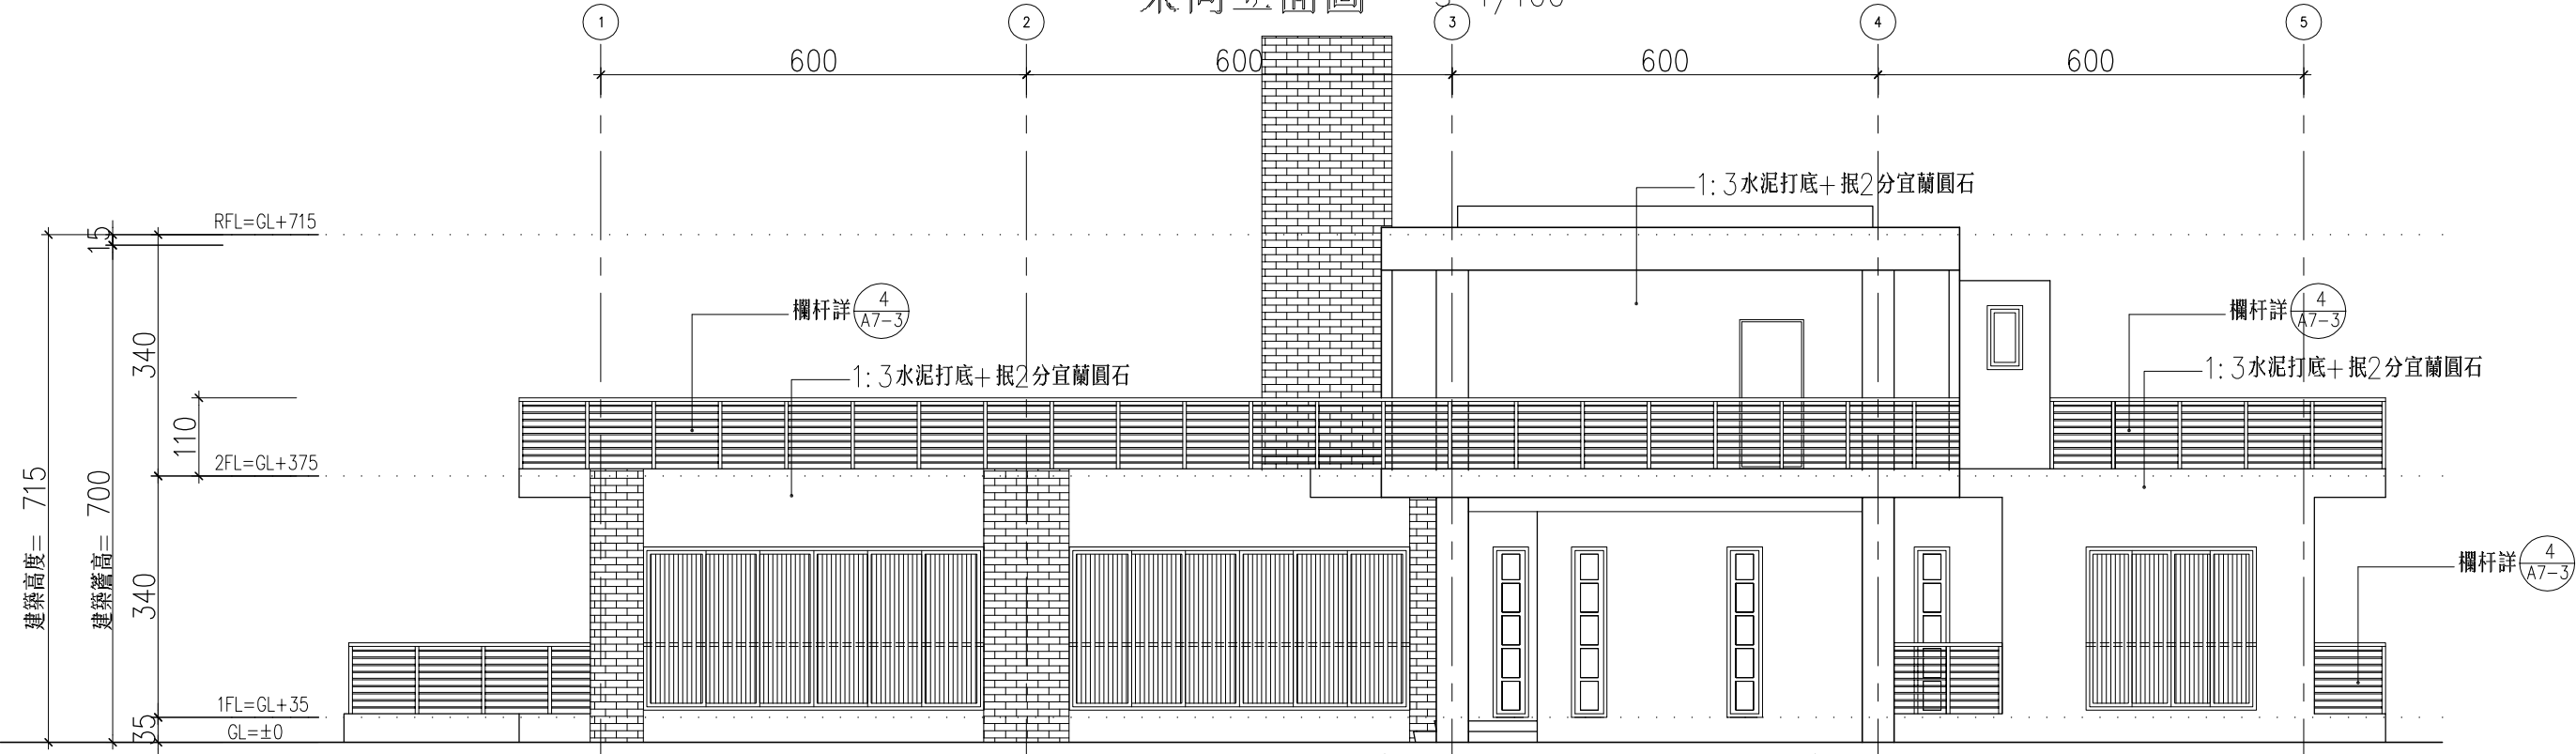 1
2
3
4
5
600
600
600
600
1:3水泥打底+抿2分宜蘭圓石
RFL=GL+715
15
欄杆詳 4
A7-3
欄杆詳 4
A7-3
340
1:3水泥打底+抿2分宜蘭圓石
1:3水泥打底+抿2分宜蘭圓石
110
2FL=GL+375
建築高度= 715
建築簷高= 700
340
欄杆詳 4
A7-3
1FL=GL+35
35
GL=±0